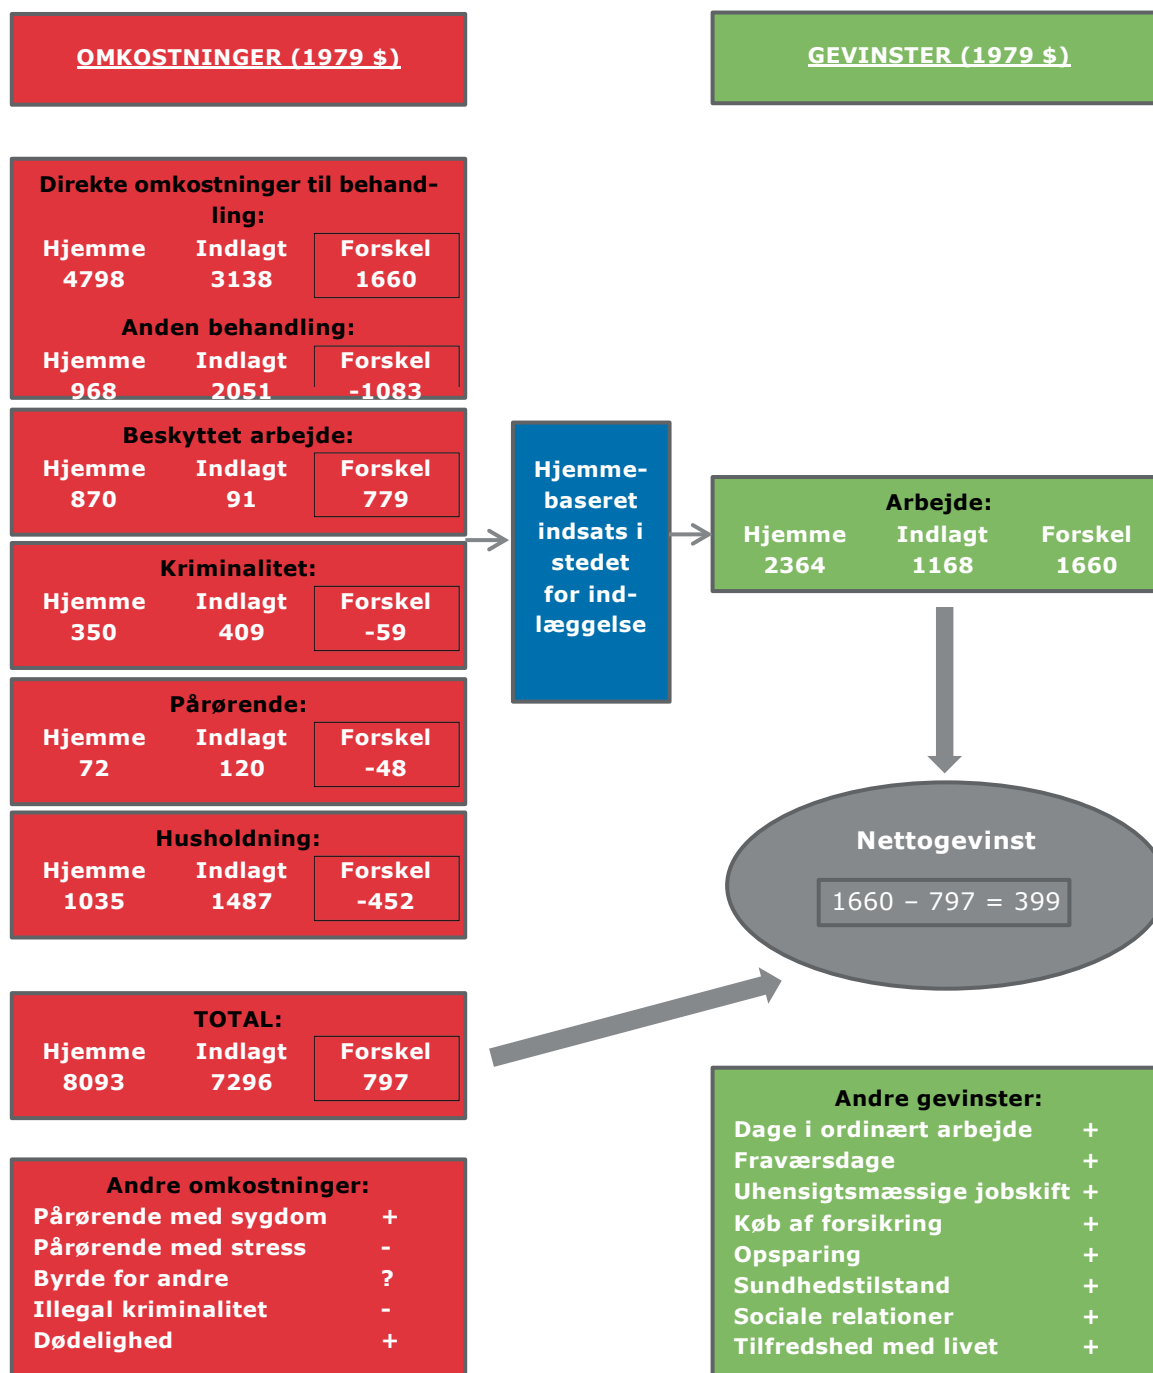 OMKOSTNINGER (1979 $)
GEVINSTER (1979 $)
Direkte omkostninger til behand-
ling:
Hjemme Indlagt Forskel
4798 3138 1660
Anden behandling:
Hjemme Indlagt Forskel
968 2051 -1083
Beskyttet arbejde:
Hjemme Indlagt Forskel
870 91 779
Kriminalitet:
Hjemme Indlagt Forskel
350 409 -59
Pårørende:
Hjemme Indlagt Forskel
72 120 -48
Husholdning:
Hjemme Indlagt Forskel
1035 1487 -452
TOTAL:
Hjemme Indlagt Forskel
8093 7296 797
Andre omkostninger:
Pårørende med sygdom +
Pårørende med stress -
Byrde for andre ?
Illegal kriminalitet -
Dødelighed +
Hjemme-
baseret
indsats i
stedet
for ind-
læggelse
Arbejde:
Hjemme Indlagt Forskel
2364 1168 1660
Nettogevinst
1660 – 797 = 399
Andre gevinster:
Dage i ordinært arbejde +
Fraværsdage +
Uhensigtsmæssige jobskift +
Køb af forsikring +
Opsparing +
Sundhedstilstand +
Sociale relationer +
Tilfredshed med livet +